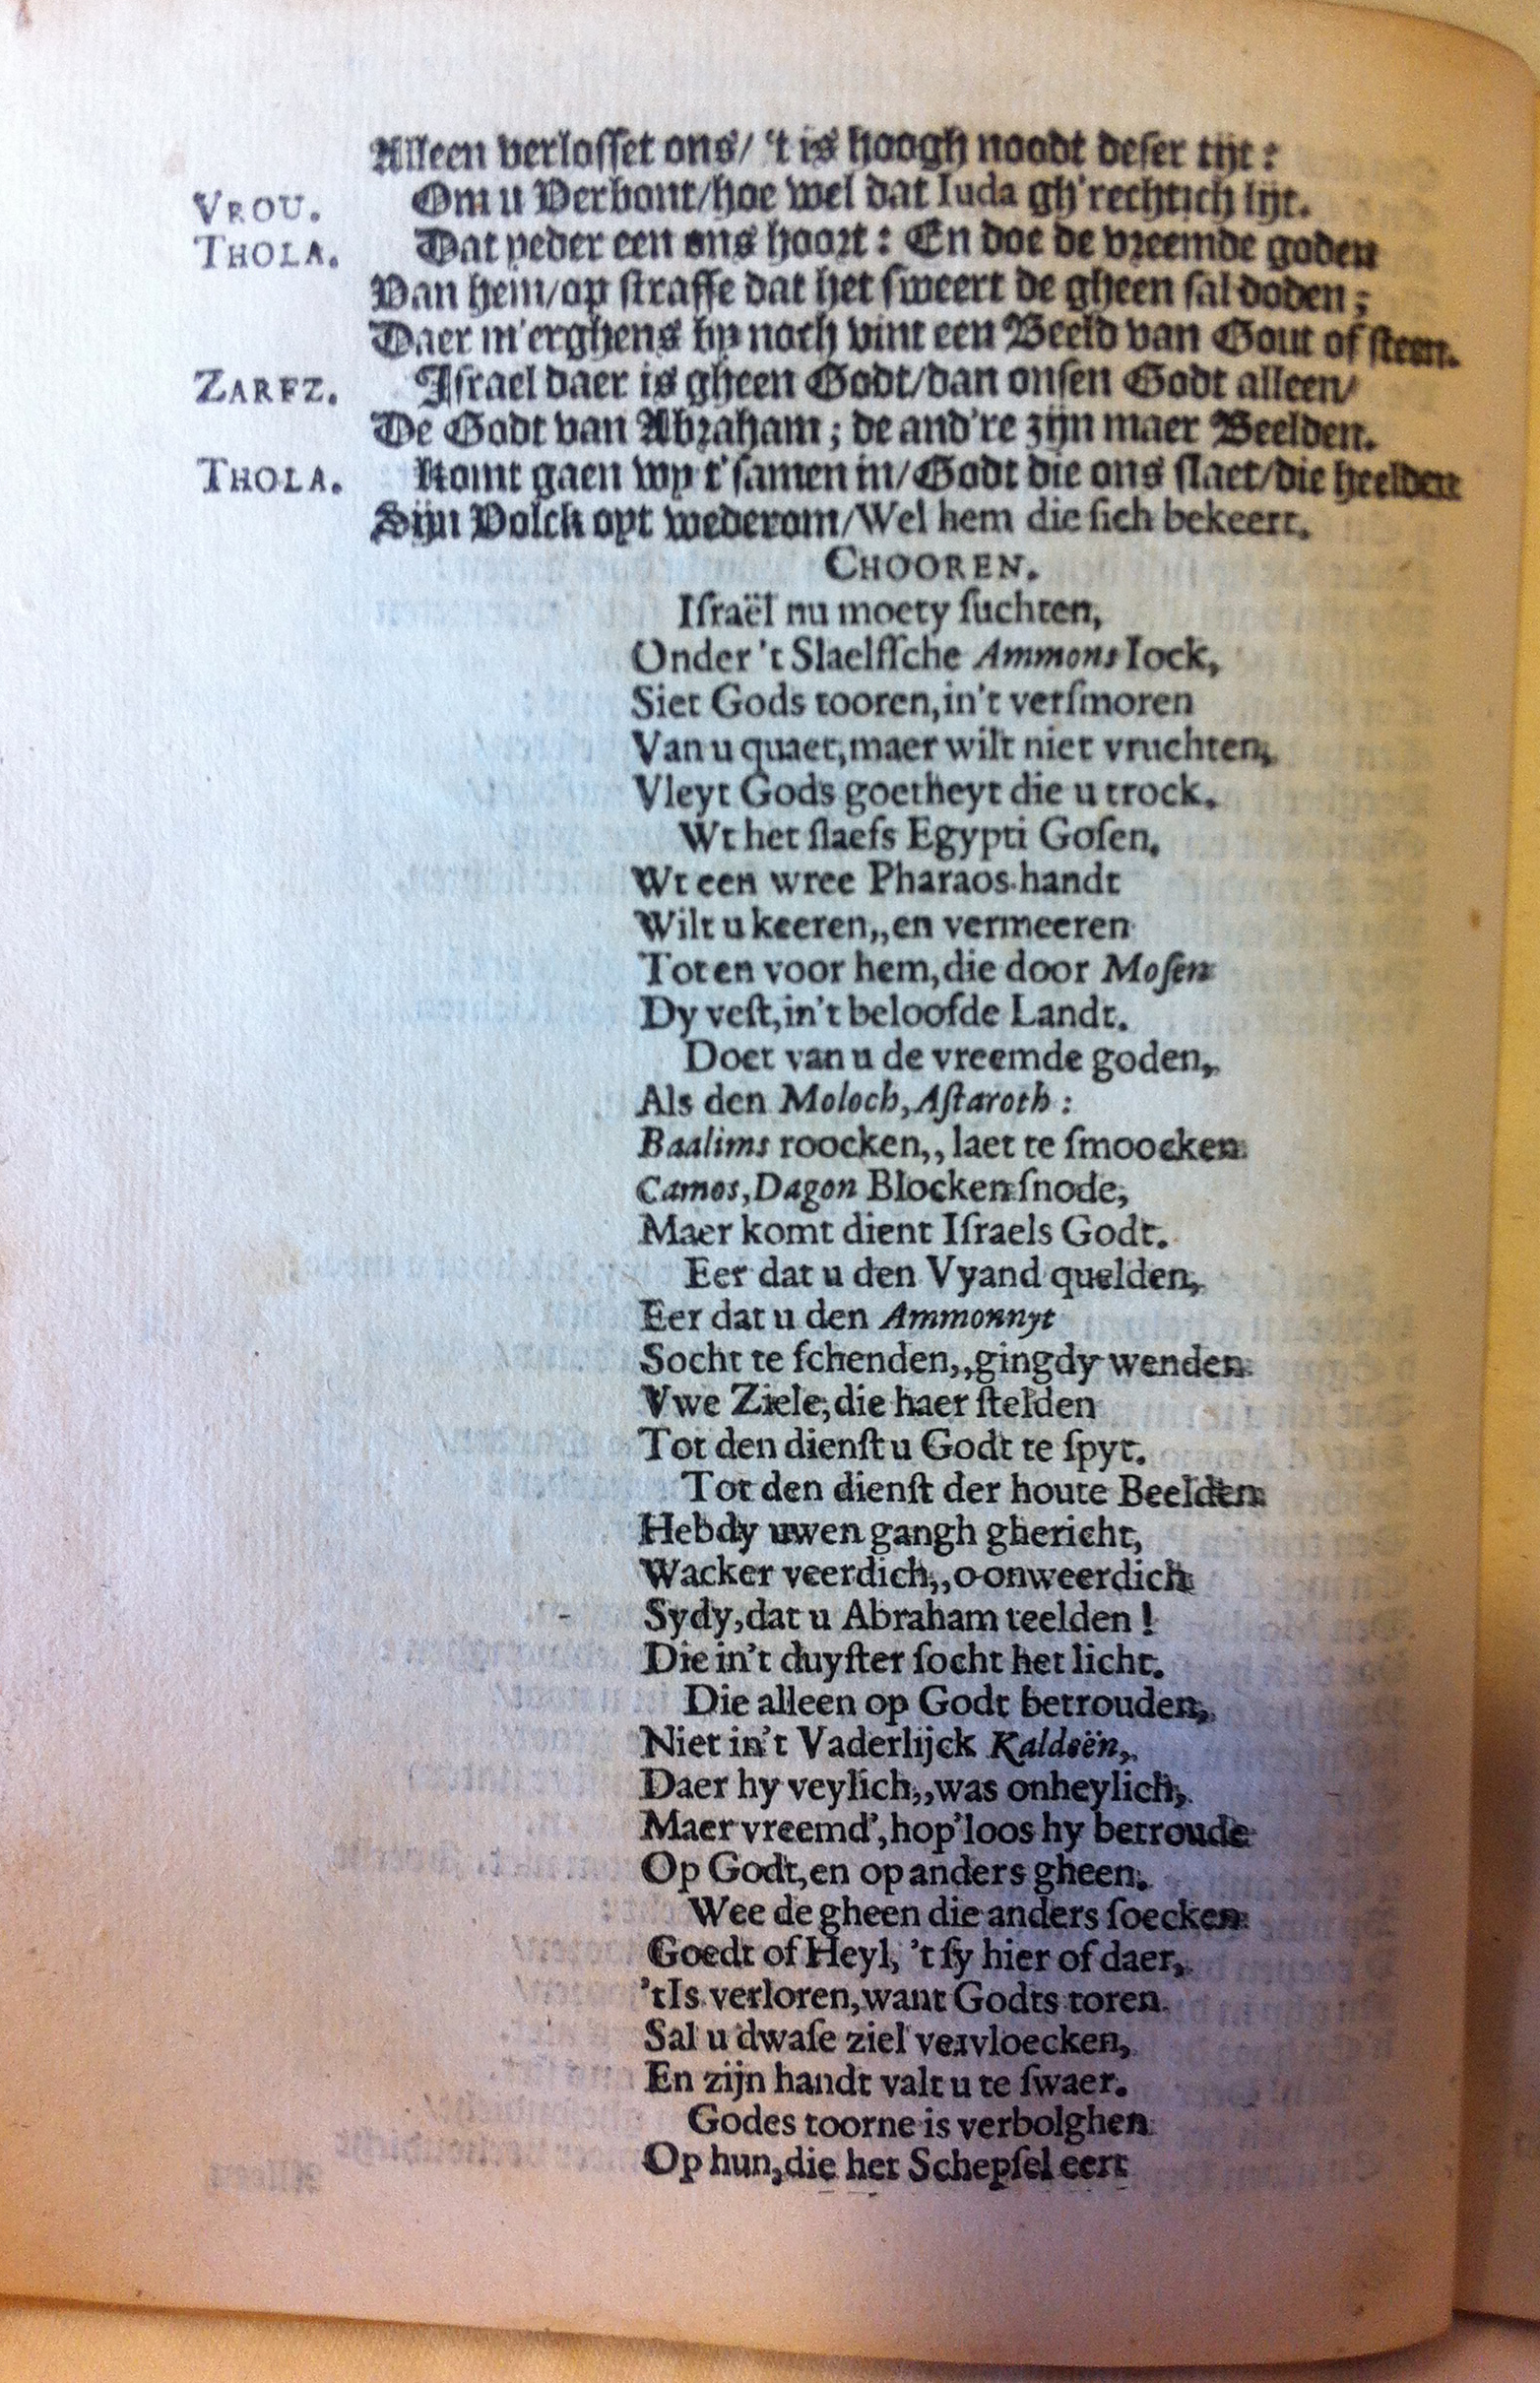 Alleen verlosset ons/ 't is hoogh noodt deser tijt:
VROU. Om u Verbont/hoe wel dat Iuda gh'rechtich lijt.
THOLA. Dat yeder een ons hoort: En doe de vreemde goden
Van hem/op straffe dat het sweert de gheen sal doden;
Daer m'erghens by noch vint een Beeld van Gout of steen.
ZAREZ. Israel daer is gheen Godt/dan onsen Godt alleen/
De Godt van Abraham; de and're zijn maer Beelden.
THOLA. Komt gaen wy t'samen in/Godt die ons slaet/die heelden
Sijn Volck oyt wederom/Wel hem die sich bekeert.
CHOOREN.
Iſraël nu moety ſuchten,
Onder 't Slaelfſche Ammons Iock,
Siet Gods tooren,in't verſmoren
Van u quaet,maer wilt niet vruchten,
Vleyt Gods goetheyt die u trock.
Wt het ſlaefs Egypti Goſen.
Wt een wree Pharaos handt
Wilt u keeren,,en vermeeren
Tot en voor hem,die door Moſen
Dy veſt,in't beloofde Landt.
Doet van u de vreemde goden,
Als den Moloch,Aſtaroth:
Baalims roocken,, laet te ſmoocken
Camos,Dagon Blocken ſnode,
Maer komt dient Iſraels Godt.
Eer dat u den Vyand quelden,
Eer dat u den Ammonnyt
Socht te ſchenden,,gingdy wenden
Vwe Ziele,die haer ſtelden
Tot den dienſt u Godt te ſpyt.
Tot den dienſt der houte Beelden
Hebdy uwen gangh ghericht,
Wacker veerdich,,o onweerdich
Sydy,dat u Abraham teelden!
Die in't duyſter ſocht het licht.
Die alleen op Godt betrouden,
Niet in't Vaderlijck Kaldeën,
Daer hy veylich,,was onheylich,
Maer vreemd',hop'loos hy betroude
Op Godt,en op anders gheen.
Wee de gheen die anders ſoecken
Goedt of Heyl, 't ſy hier of daer,
'tIs verloren,want Godts toren
Sal u dwaſe ziel vervloecken,
En zijn handt valt u te ſwaer.
Godes toorne is verbolghen
Op hun,die het Schepſel eert